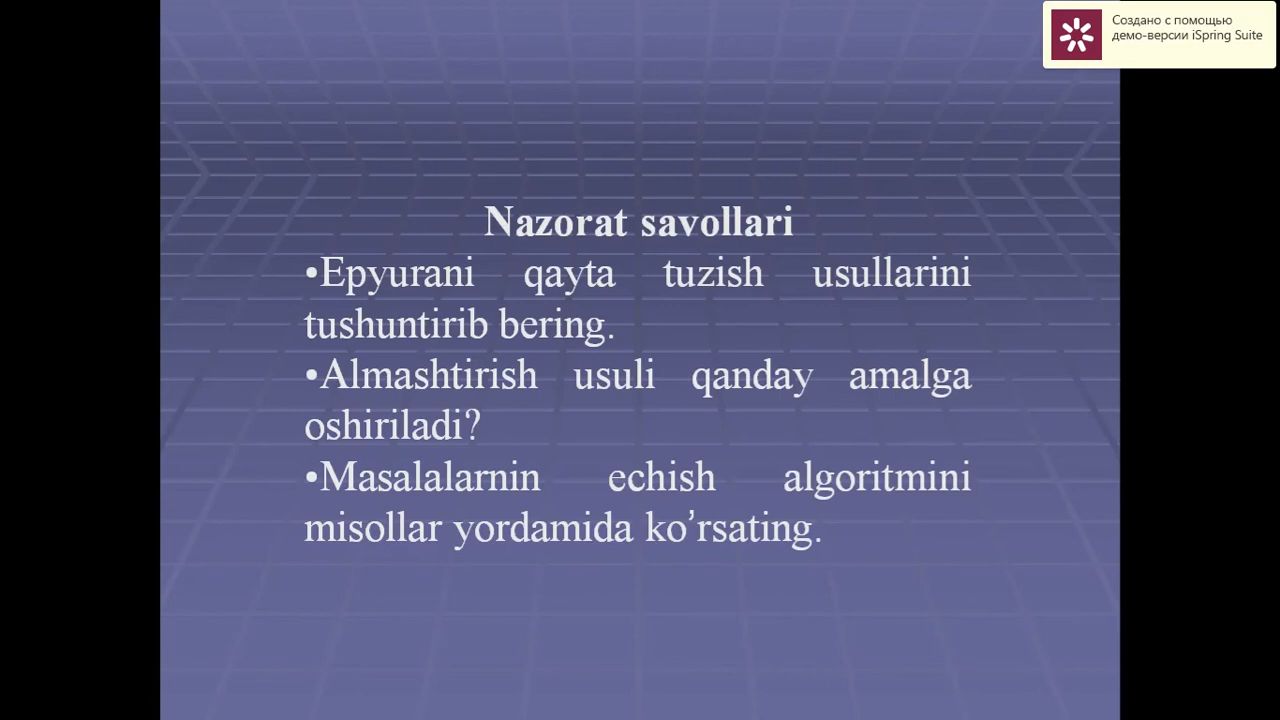 Создано с помощью
демо-версии iSpring Suite
Nazorat savollari
•Epyurani qayta tuzish usullarini
tushuntirib bering.
•Almashtirish usuli qanday amalga
oshiriladi?
•Masalalarnin echish algoritmini
misollar yordamida ko’rsating.